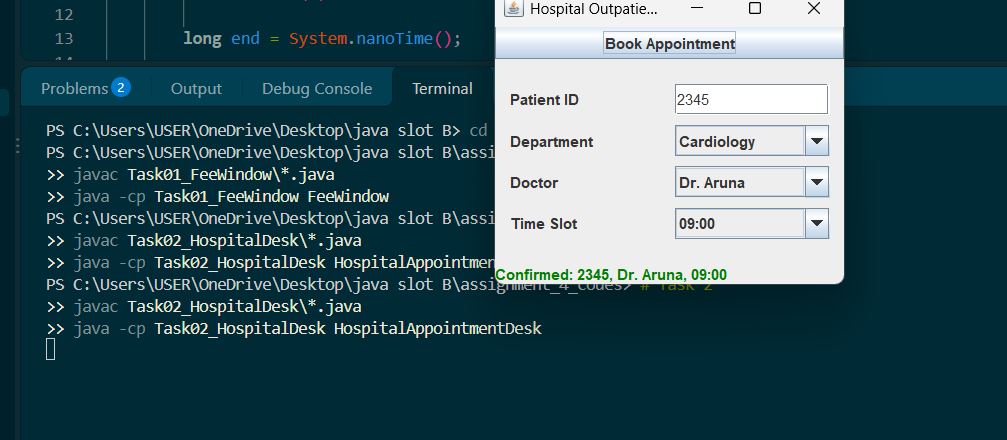 12
13 long end = System.nanoTime();
Problems 2 Output Debug Console Terminal
PS C:\Users\USER\OneDrive\Desktop\java slot B> cd
PS C:\Users\USER\OneDrive\Desktop\java slot B\assi
>> javac Task01_FeeWindow\*.java
>> java -cp Task01_FeeWindow FeeWindow
PS C:\Users\USER\OneDrive\Desktop\java slot B\assi
>> javac Task02_HospitalDesk\*.java
>> java -cp Task02_HospitalDesk HospitalAppointmen
PS C:\Users\USER\OneDrive\Desktop\java slot B\assignment_4_codes> # Task 2
>> javac Task02_HospitalDesk\*.java
>> java -cp Task02_HospitalDesk HospitalAppointmentDesk
Hospital Outpatie...
Book Appointment
Patient ID 2345
Department Cardiology
Doctor Dr. Aruna
Time Slot 09:00
Confirmed: 2345, Dr. Aruna, 09:00